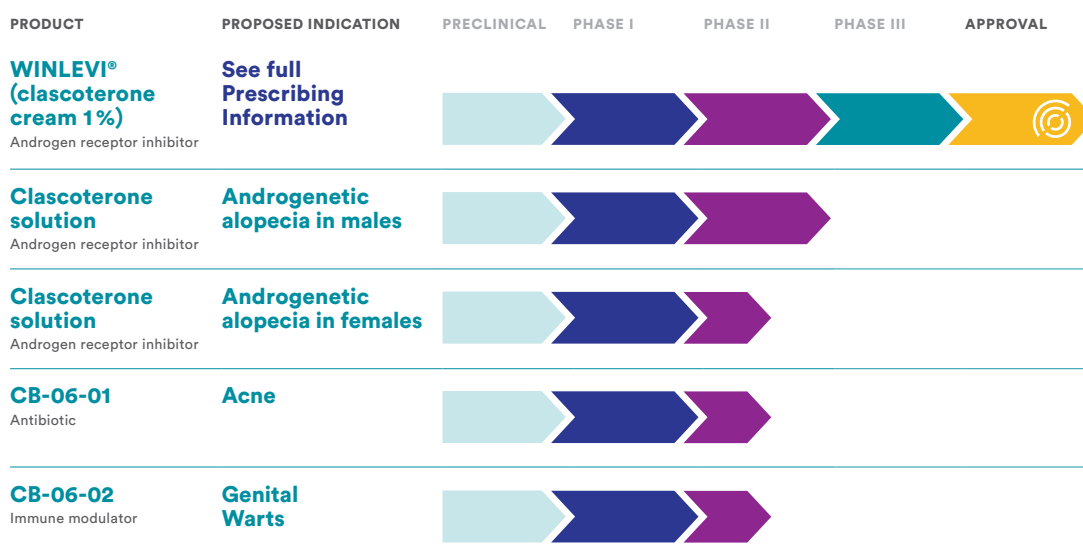 PRODUCT PROPOSED INDICATION PRECLINICAL PHASE I PHASE II PHASE III APPROVAL
WINLEVI®
(clascoterone
cream 1%)
Androgen receptor inhibitor
See full
Prescribing
Information
Clascoterone
solution
Androgen receptor inhibitor
Androgenetic
alopecia in males
Clascoterone
solution
Androgen receptor inhibitor
Androgenetic
alopecia in females
CB-06-01
Antibiotic
Acne
CB-06-02
Immune modulator
Genital
Warts